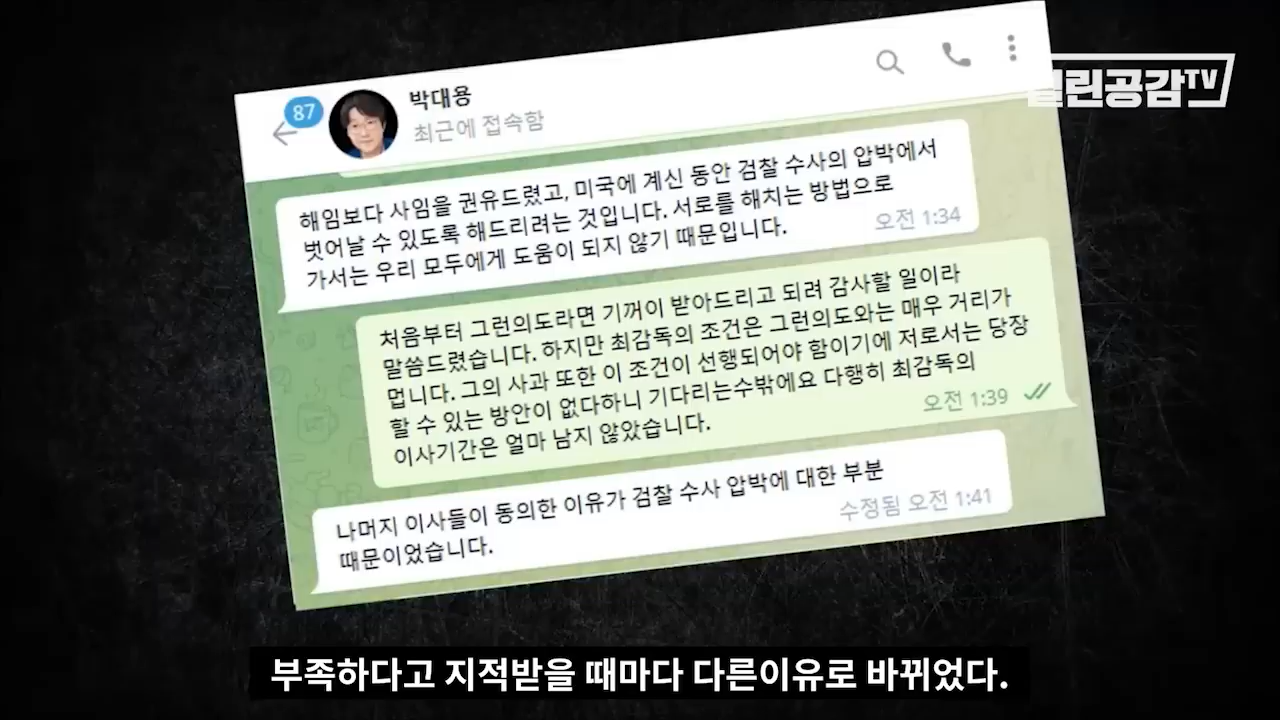 87
박대용
최근에 접속함
린공감TV
해임보다 사임을 권유드렸고, 미국에 계신 동안 검찰 수사의 압박에서
벗어날 수 있도록 해드리려는 것입니다. 서로를 해치는 방법으로
가서는 우리 모두에게 도움이 되지 않기 때문입니다.
오전 1:34
처음부터 그런의도라면 기꺼이 받아드리고 되려 감사할 일이라
말씀드렸습니다. 하지만 최감독의 조건은 그런의도와는 매우 거리가
멉니다. 그의 사과 또한 이 조건이 선행되어야 함이기에 저로서는 당장
할 수 있는 방안이 없다하니 기다리는수밖에요 다행히 최감독의
이사기간은 얼마 남지 않았습니다.
오전 1:39
나머지 이사들이 동의한 이유가 검찰 수사 압박에 대한 부분
때문이었습니다.
수정됨 오전 1:41
부족하다고 지적받을 때마다 다른이유로 바뀌었다.